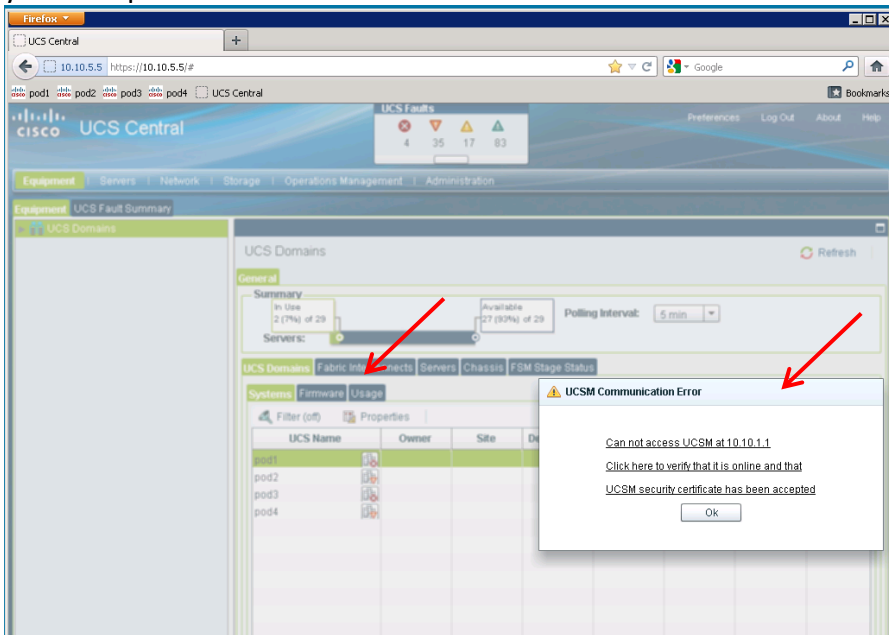 Firefox
UCS Central
+
10.10.5.5 https://10.10.5.5/#
Google
pod1 pod2 pod3 pod4 UCS Central
Bookmarks
UCS Faults
cisco UCS Central
4 35 17 83
Preferences Log Out About Help
Equipment Servers Network Storage Operations Management Administration
Equipment UCS Fault Summary
UCS Domains
UCS Domains
Refresh
General
Summary
In Use
2 (7%) of 29
Available
27 (93%) of 29
Polling Interval: 5 min
Servers:
UCS Domains Fabric Interconnects Servers Chassis FSM Stage Status
Systems Firmware Usage
Filter (off) Properties
UCS Name Owner Site
pod1
pod2
pod3
pod4
UCSM Communication Error
Can not access UCSM at 10.10.1.1
Click here to verify that it is online and that
UCSM security certificate has been accepted
Ok